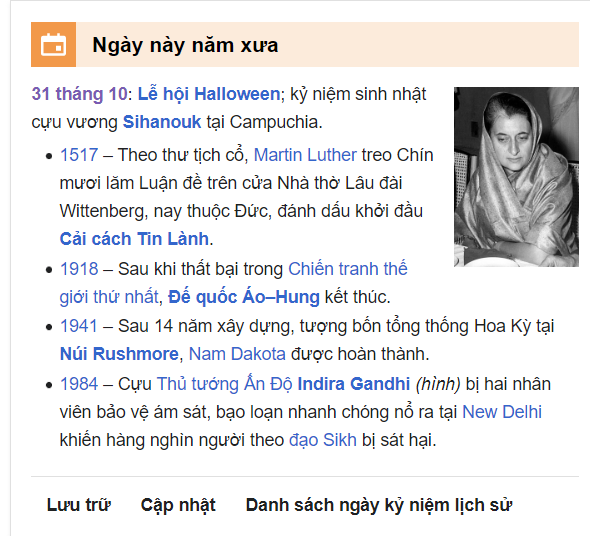 Ngày này năm xưa
31 tháng 10: Lễ hội Halloween; kỷ niệm sinh nhật
cựu vương Sihanouk tại Campuchia.
1517 – Theo thư tịch cổ, Martin Luther treo Chín
mươi lăm Luận đề trên cửa Nhà thờ Lâu đài
Wittenberg, nay thuộc Đức, đánh dấu khởi đầu
Cải cách Tin Lành.
1918 – Sau khi thất bại trong Chiến tranh thế
giới thứ nhất, Đế quốc Áo–Hung kết thúc.
1941 – Sau 14 năm xây dựng, tượng bốn tổng thống Hoa Kỳ tại
Núi Rushmore, Nam Dakota được hoàn thành.
1984 – Cựu Thủ tướng Ấn Độ Indira Gandhi (hình) bị hai nhân
viên bảo vệ ám sát, bạo loạn nhanh chóng nổ ra tại New Delhi
khiến hàng nghìn người theo đạo Sikh bị sát hại.
Lưu trữ Cập nhật Danh sách ngày kỷ niệm lịch sử